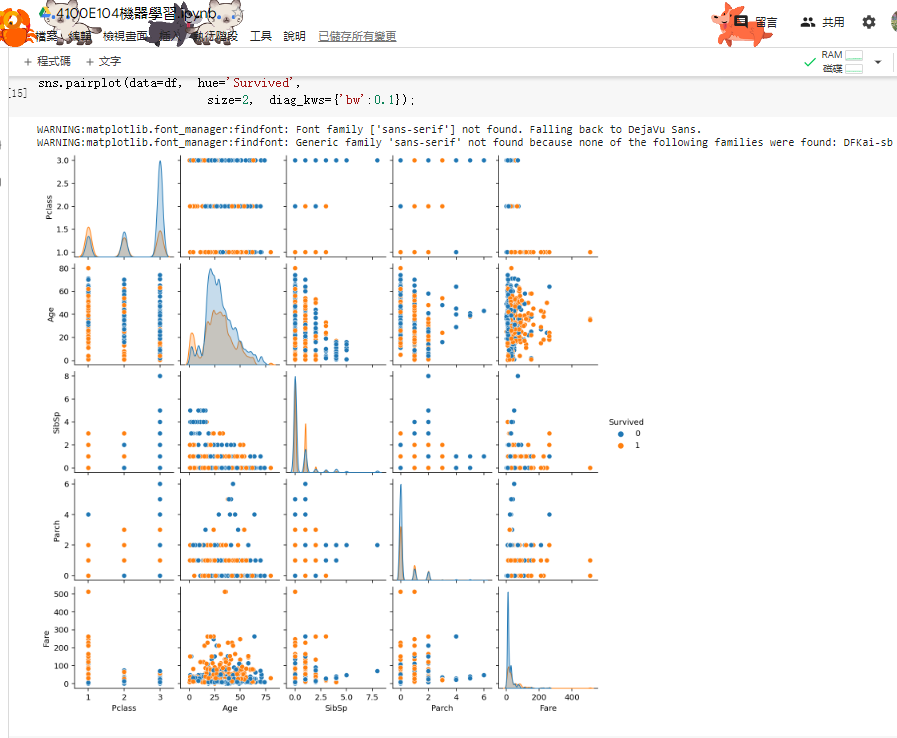 4100E104機器學習.ipynb
檔案 編輯 檢視畫面 插入 執行階段 工具 說明 已儲存所有變更
留言 共用
+ 程式碼 + 文字
RAM
磁碟
[15]
sns.pairplot(data=df, hue='Survived',
size=2, diag_kws={'bw':0.1});
WARNING:matplotlib.font_manager:findfont: Font family ['sans-serif'] not found. Falling back to DejaVu Sans.
WARNING:matplotlib.font_manager:findfont: Generic family 'sans-serif' not found because none of the following families were found: DFKai-sb
3.0
2.5
2.0
1.5
1.0
Pclass
80
60
40
20
0
Age
8
6
4
2
0
SibSp
Survived
0
1
6
4
2
0
Parch
500
400
300
200
100
0
Fare
1 2 3 0 25 50 75 0.0 2.5 5.0 7.5 0 2 4 6 0 200 400
Pclass Age SibSp Parch Fare